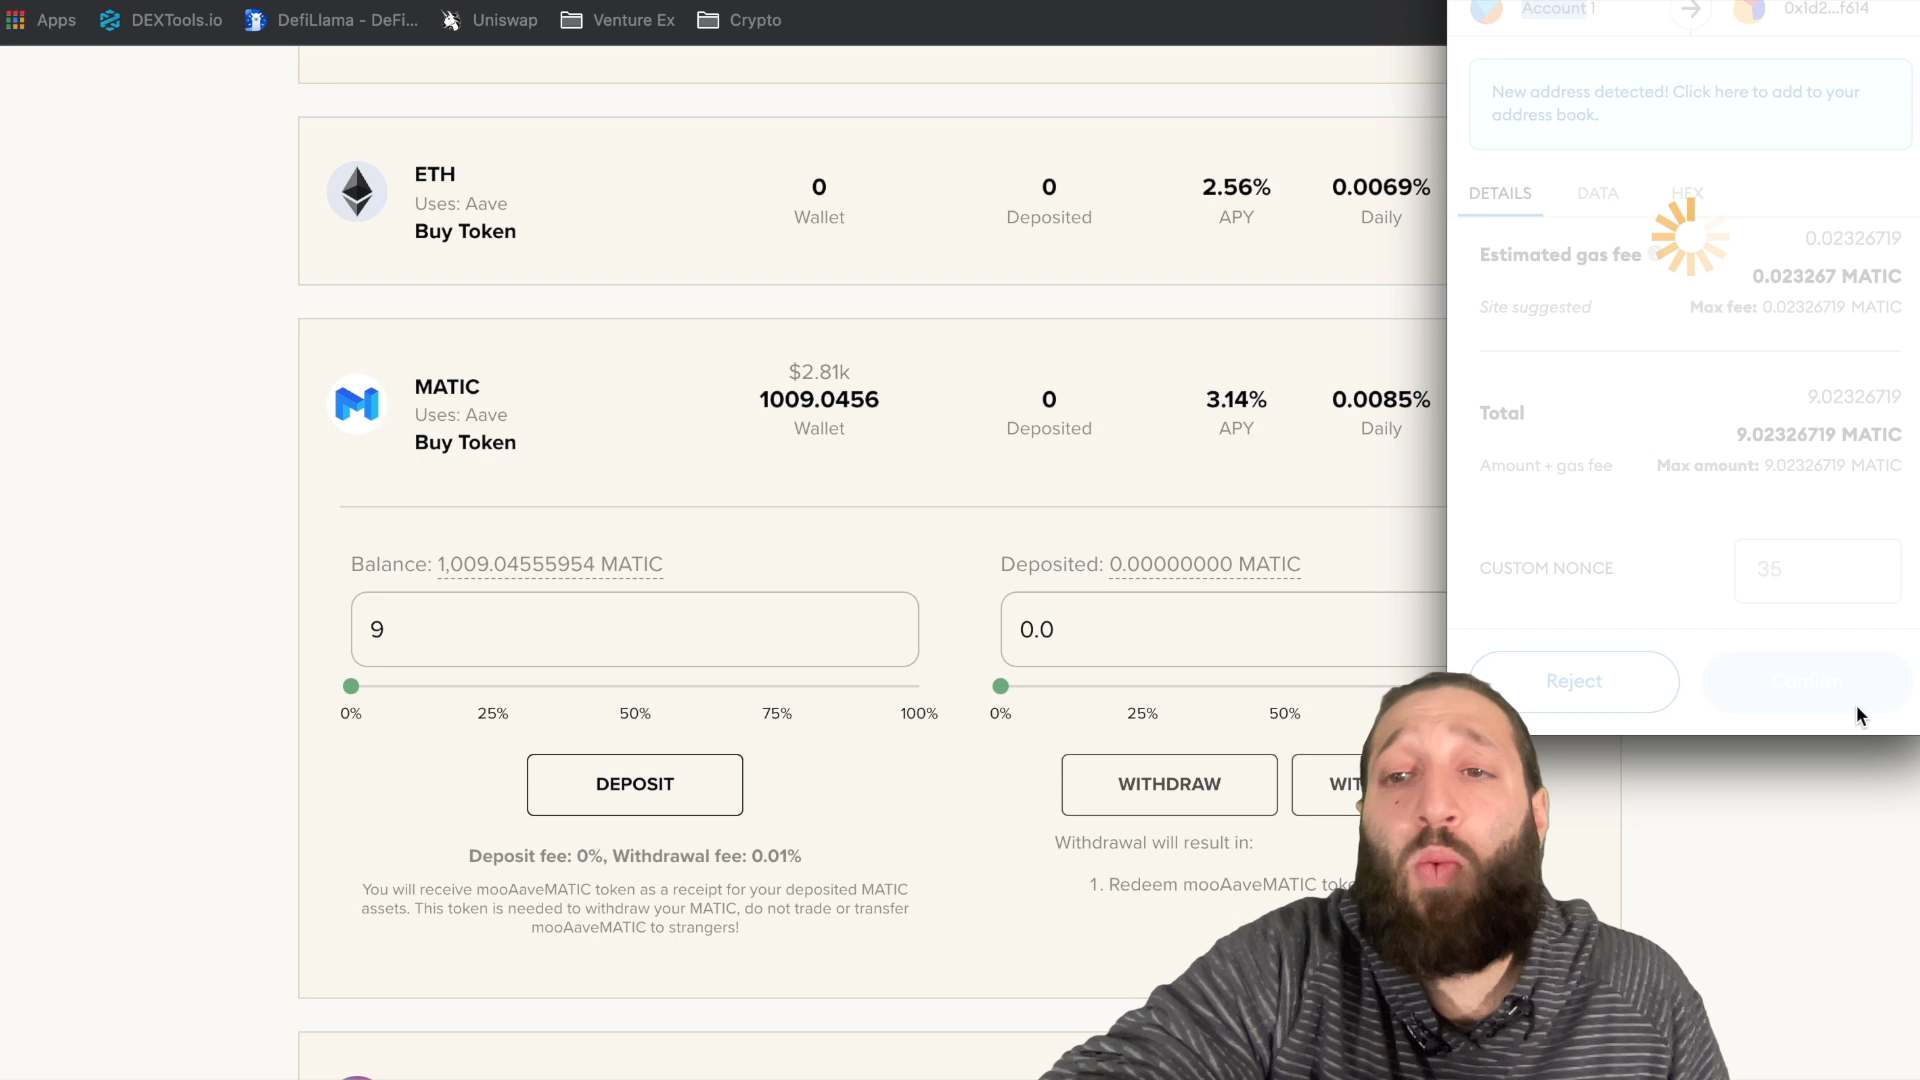 Apps
DEXTools.io
DefiLlama - DeFi...
Uniswap
Venture Ex
Crypto
Account 1
0x1d2...f614
New address detected! Click here to add to your
address book.
DETAILS
DATA
HEX
Estimated gas fee
0.02326719
0.023267 MATIC
Site suggested
Max fee: 0.02326719 MATIC
Total
9.02326719
9.02326719 MATIC
Amount + gas fee
Max amount: 9.02326719 MATIC
CUSTOM NONCE
35
Reject
Confirm
ETH
Uses: Aave
Buy Token
0
Wallet
0
Deposited
2.56%
APY
0.0069%
Daily
MATIC
Uses: Aave
Buy Token
$2.81k
1009.0456
Wallet
0
Deposited
3.14%
APY
0.0085%
Daily
Balance: 1,009.04555954 MATIC
9
0%
25%
50%
75%
100%
DEPOSIT
Deposit fee: 0%, Withdrawal fee: 0.01%
You will receive mooAaveMATIC token as a receipt for your deposited MATIC
assets. This token is needed to withdraw your MATIC, do not trade or transfer
mooAaveMATIC to strangers!
Deposited: 0.00000000 MATIC
0.0
0%
25%
50%
WITHDRAW
WIT
Withdrawal will result in:
1. Redeem mooAaveMATIC toke